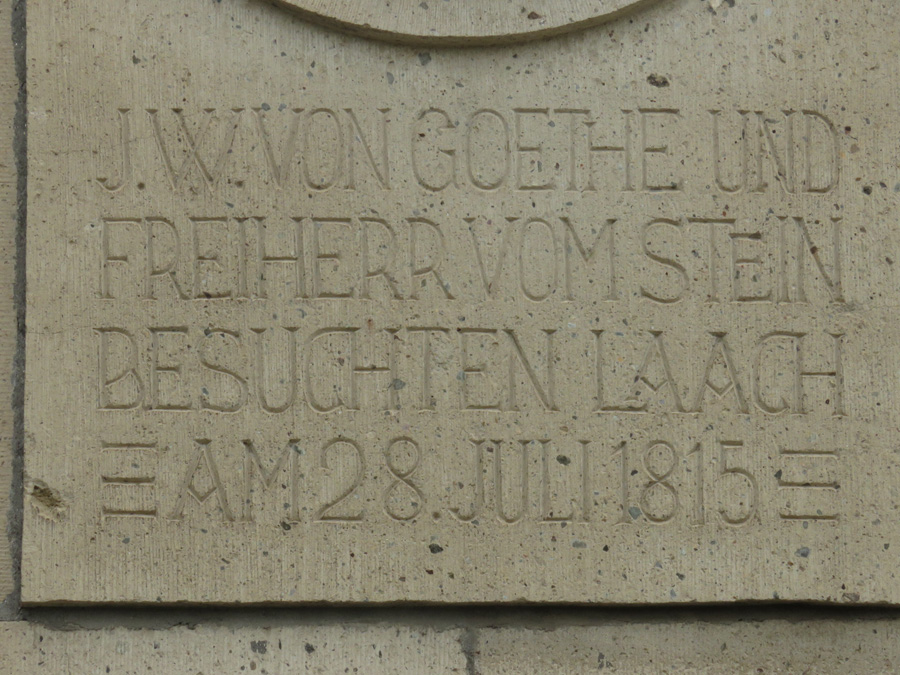 J.W.VON GOETHE UND
FREIHERR VOM STEIN
BESUCHTEN LAACH
AM 28. JULI 1815